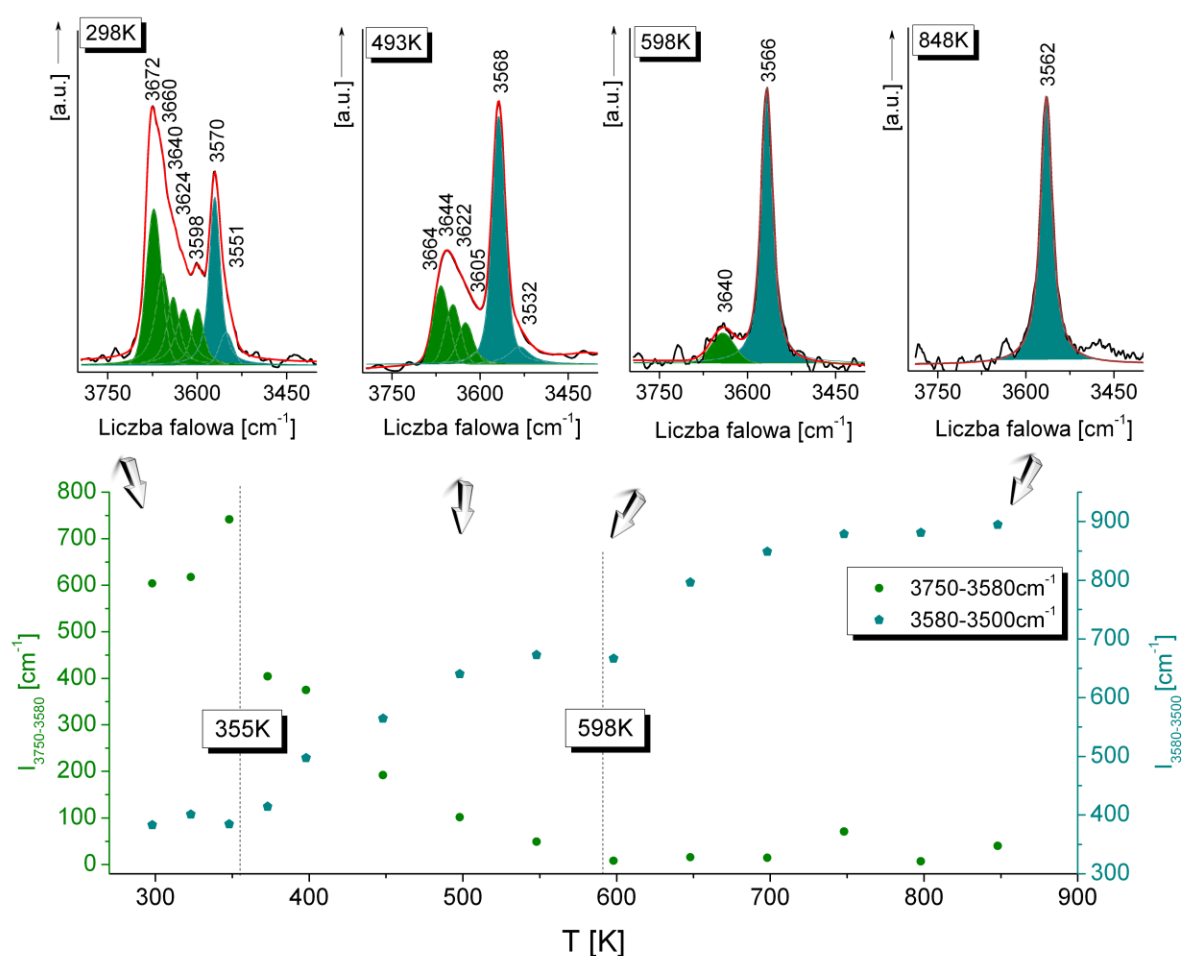 298K
[a.u.]
3672
3660
3640
3624
3598
3570
3551
3750 3600 3450
Liczba falowa [cm⁻¹]
493K
[a.u.]
3664
3644
3622
3605
3568
3532
3750 3600 3450
Liczba falowa [cm⁻¹]
598K
[a.u.]
3640
3566
3750 3600 3450
Liczba falowa [cm⁻¹]
848K
[a.u.]
3562
3750 3600 3450
Liczba falowa [cm⁻¹]
I3750-3580 [cm⁻¹]
800
700
600
500
400
300
200
100
0
355K
598K
3750-3580cm⁻¹
3580-3500cm⁻¹
900
800
700
600
500
400
300
I3580-3500 [cm⁻¹]
300 400 500 600 700 800 900
T [K]